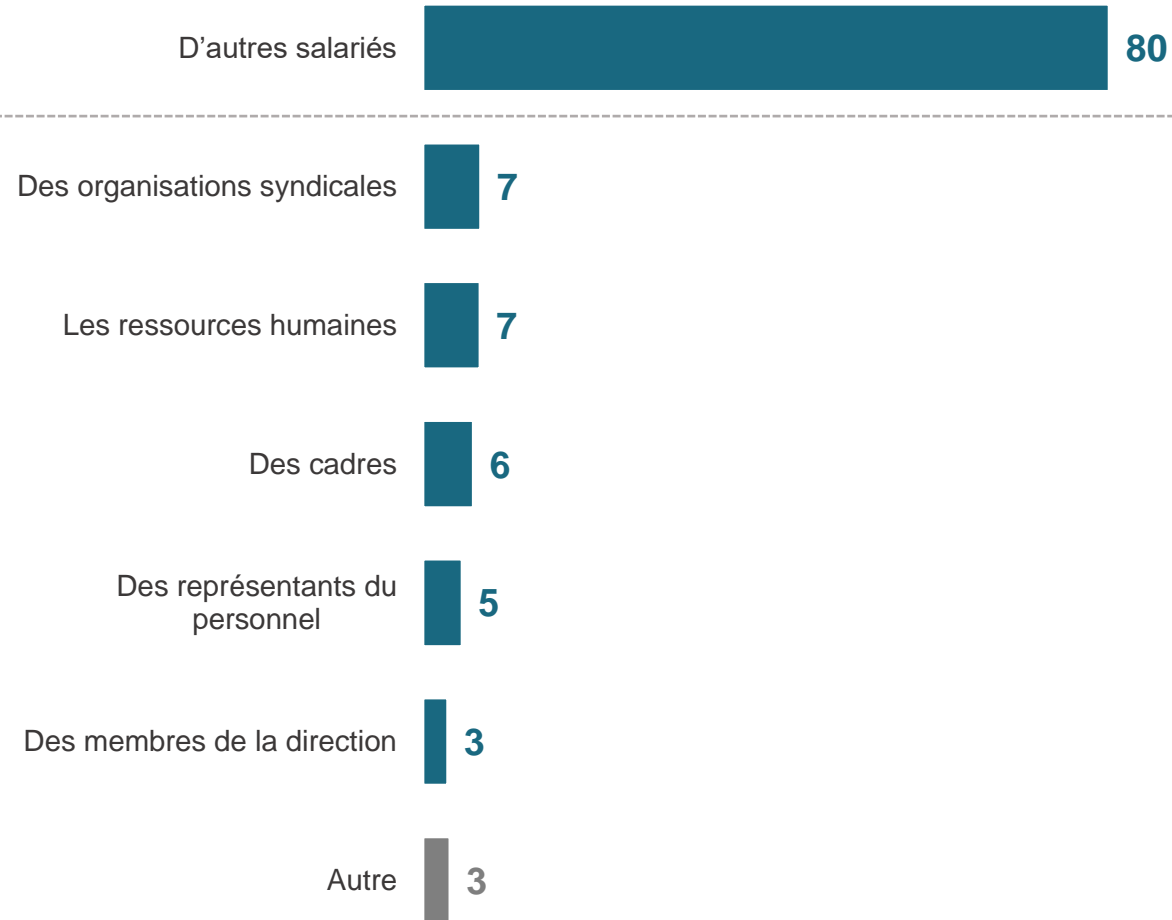 D’autres salariés 80
Des organisations syndicales 7
Les ressources humaines 7
Des cadres 6
Des représentants du
personnel 5
Des membres de la direction 3
Autre 3